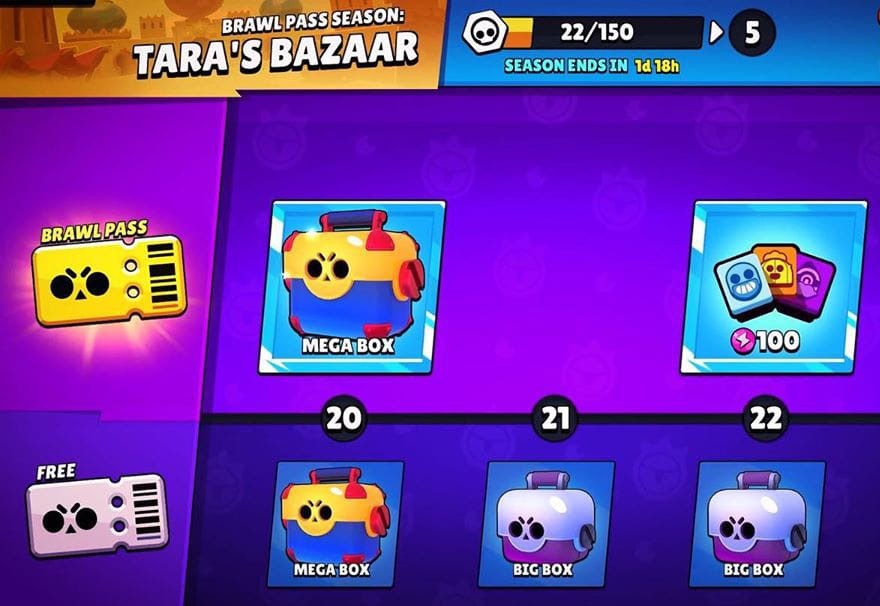 BRAWL PASS SEASON:
TARA'S BAZAAR
22/150
5
SEASON ENDS IN 1d 18h
BRAWL PASS
MEGA BOX
100
20
21
22
FREE
MEGA BOX
BIG BOX
BIG BOX